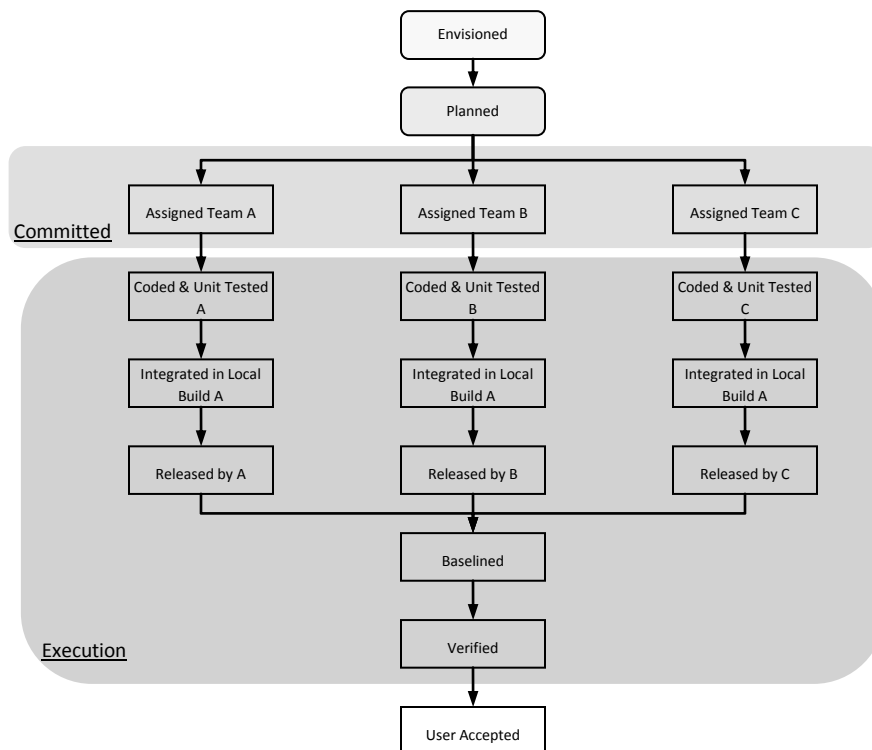 Envisioned
Planned
Assigned Team A
Assigned Team B
Assigned Team C
Committed
Coded & Unit Tested
A
Coded & Unit Tested
B
Coded & Unit Tested
C
Integrated in Local
Build A
Integrated in Local
Build A
Integrated in Local
Build A
Released by A
Released by B
Released by C
Baselined
Verified
Execution
User Accepted